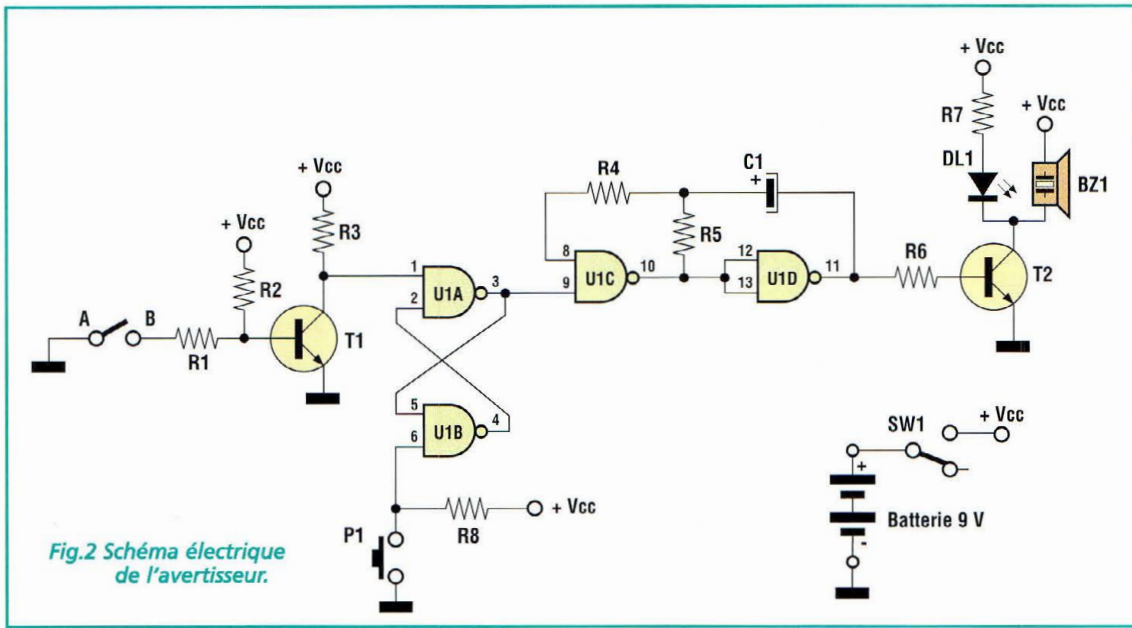 + Vcc
R7
+ Vcc
DL1
BZ1
C1
+
R4
+ Vcc
R3
+ Vcc
R5
8
9
U1C
10
12
13
U1D
11
R6
T2
1
2
U1A
3
R2
A
B
R1
T1
5
6
U1B
4
SW1
+ Vcc
+
Batterie 9 V
-
P1
R8
+ Vcc
Fig.2 Schéma électrique
de l'avertisseur.